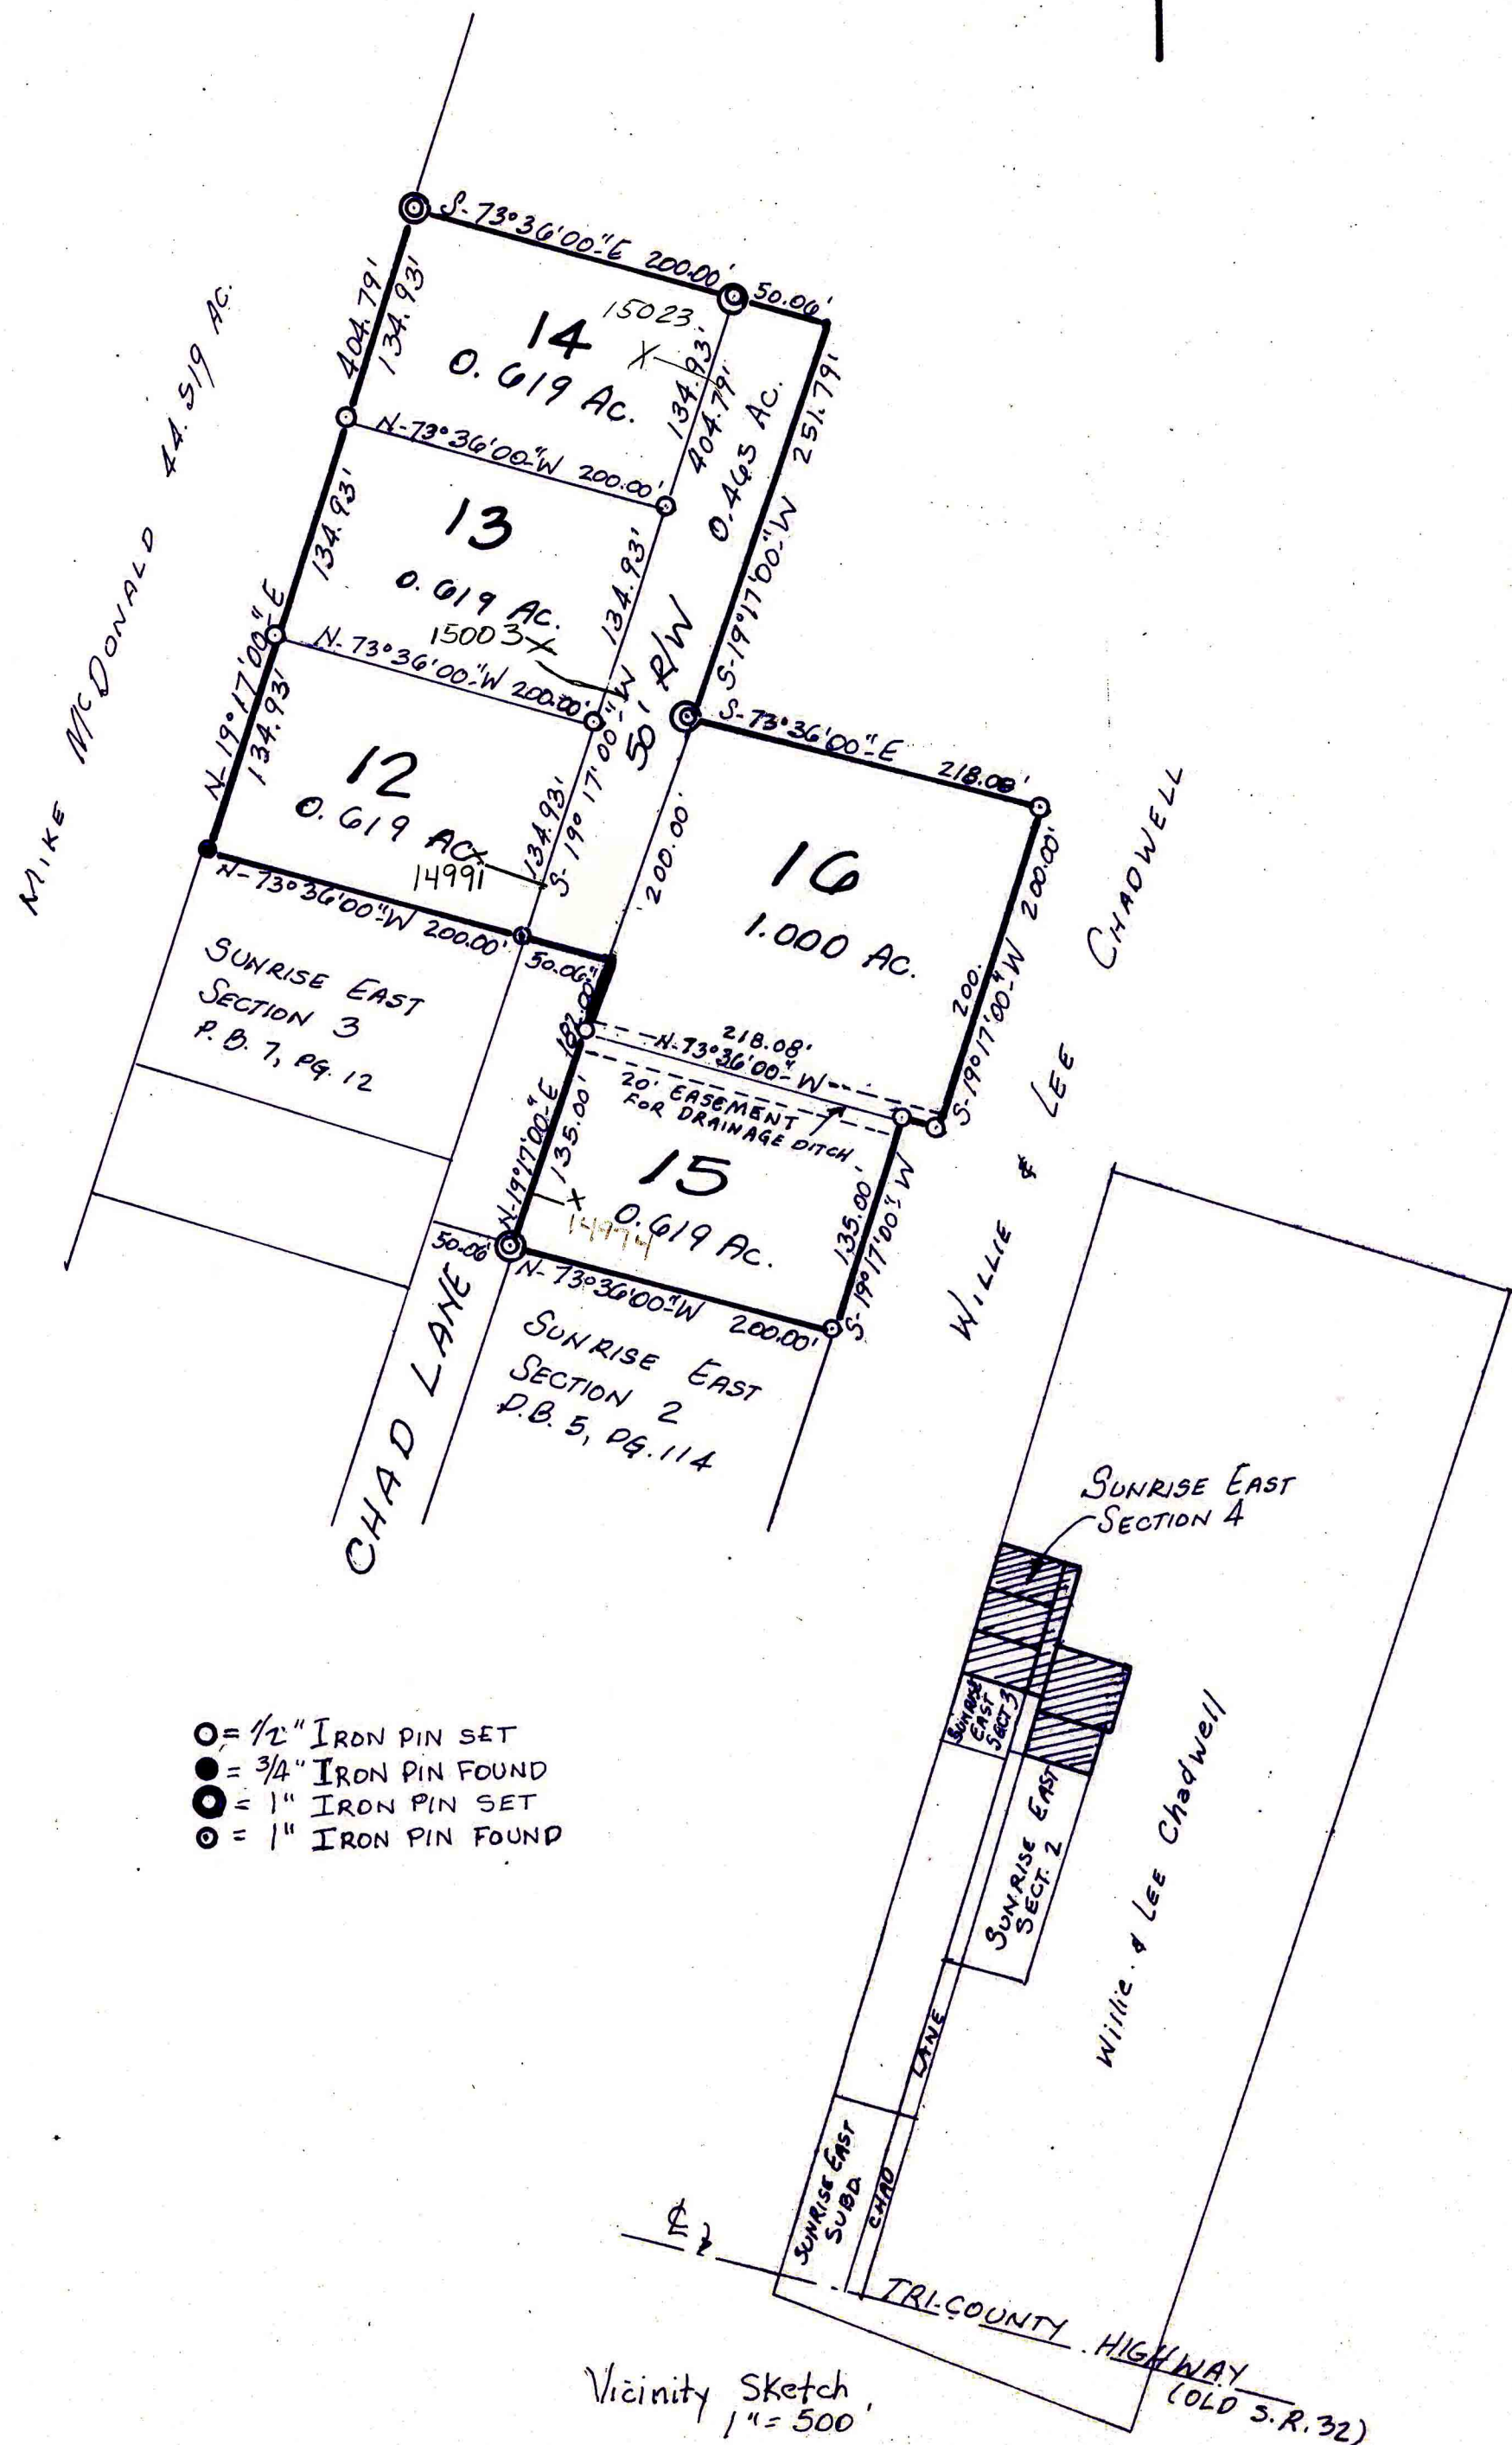 S-73°36'00"E 200.00'
50.06'
404.79'
134.93'
14
15023
X
0.619 AC.
134.93'
404.79'
0.465 AC.
S-19°17'00"W 251.79'
MIKE MCDONALD 44.519 AC.
N-73°36'00"W 200.00'
134.93'
13
0.619 AC.
15003 X
134.93'
50' R/W
N-19°17'00"E
N-73°36'00"W 200.00'
134.93'
12
0.619 AC.
X
14991
134.93'
S-19°17'00"W
S-73°36'00"E 218.08'
200.00'
16
1.000 AC.
200.
S-19°17'00"W 200.00'
N-73°36'00"W 200.00'
50.06'
182.00'
SUNRISE EAST
SECTION 3
P.B. 7, PG. 12
218.08'
N-73°36'00"W
20' EASEMENT
FOR DRAINAGE DITCH
N-19°17'00"E
135.00'
15
X
14974
0.619 AC.
135.00'
S-19°17'00"W
WILLIE & LEE CHADWELL
50.06'
N-73°36'00"W 200.00'
CHAD LANE
SUNRISE EAST
SECTION 2
P.B. 5, PG. 114
SUNRISE EAST
SECTION 4
SUNRISE
EAST
SECT 3
SUNRISE EAST
SECT. 2
Willie & LEE Chadwell
= 1/2" IRON PIN SET
= 3/4" IRON PIN FOUND
= 1" IRON PIN SET
= 1" IRON PIN FOUND
CHAD LANE
SUNRISE EAST
SUBD.
TRI-COUNTY HIGHWAY
(OLD S.R. 32)
Vicinity Sketch
1" = 500'